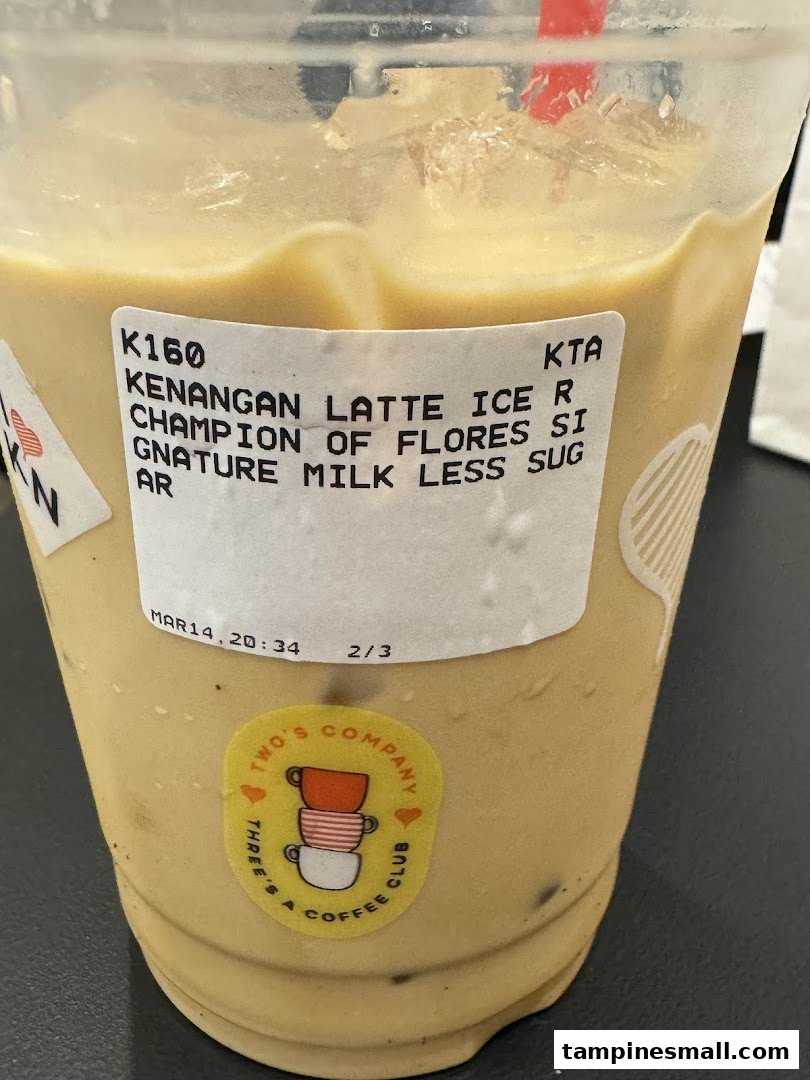 K160 KTA
KENANGAN LATTE ICE R
CHAMPION OF FLORES SI
GNATURE MILK LESS SUG
AR
MAR14,20:34 2/3
TWO'S COMPANY
THREE'S A COFFEE CLUB
tampinesmall.com